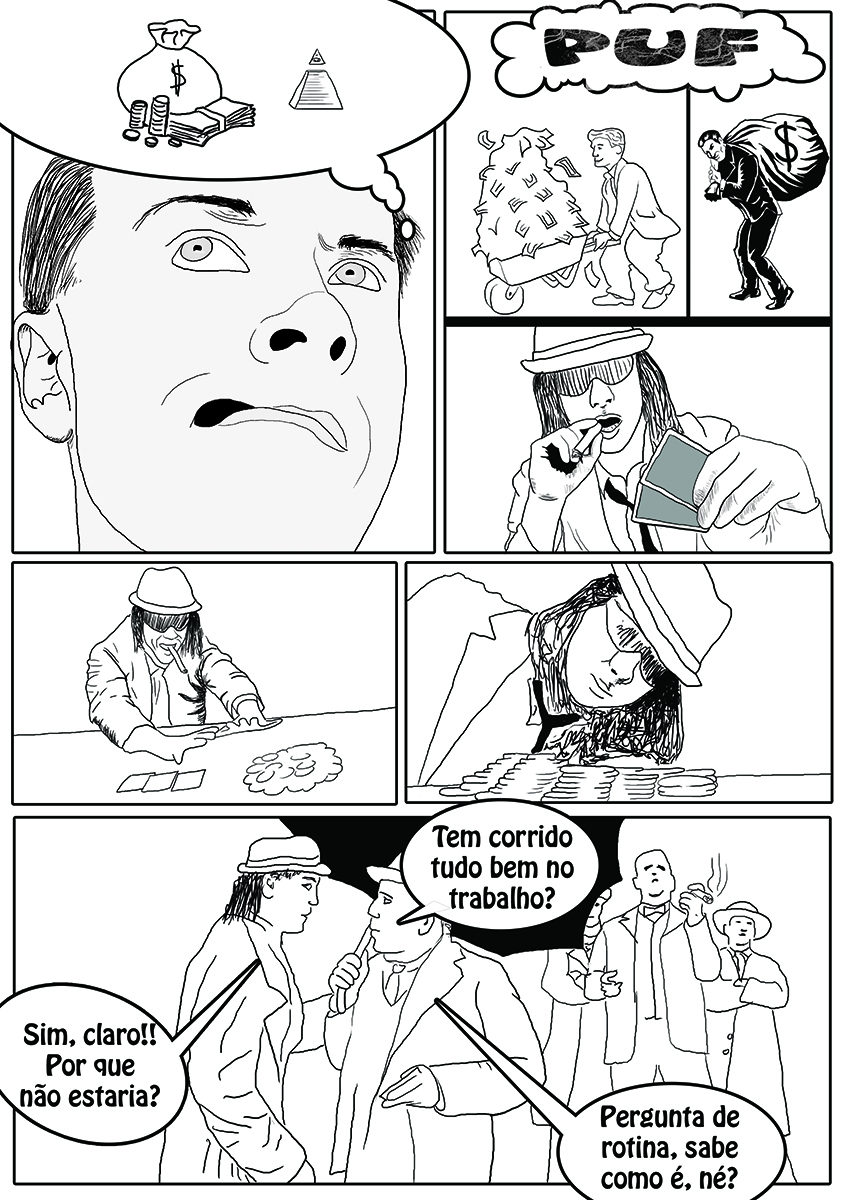 $
PUF
$
Tem corrido
tudo bem no
trabalho?
Sim, claro!!
Por que
não estaria?
Pergunta de
rotina, sabe
como é, né?